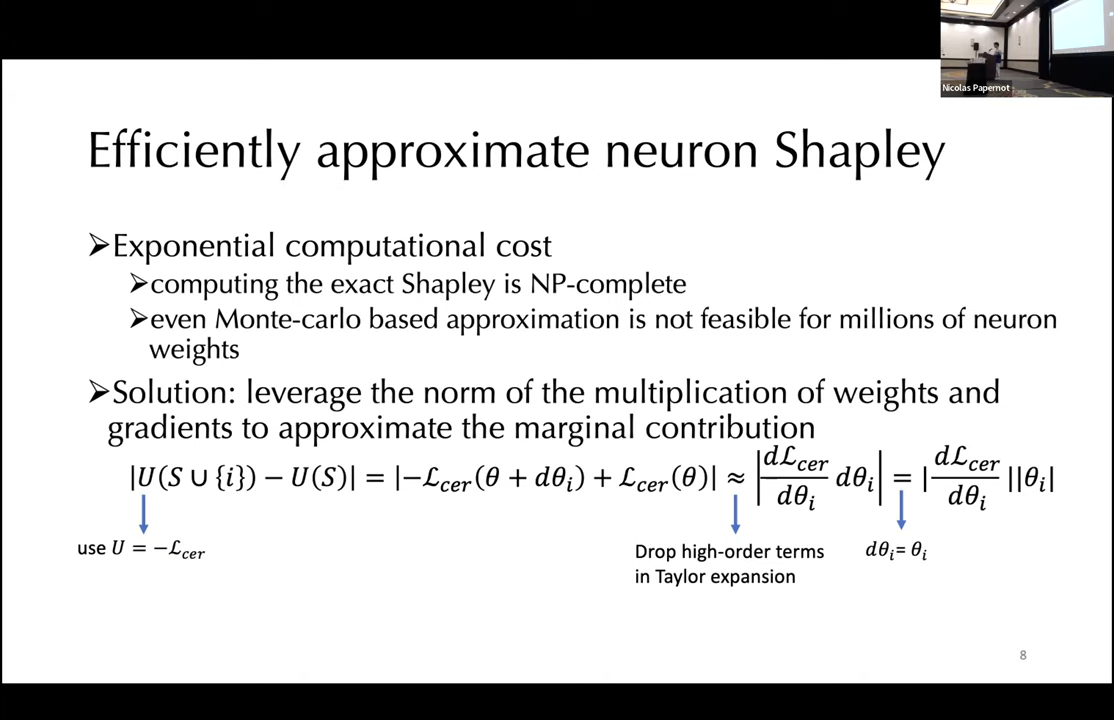 Nicolas Papernot
Efficiently approximate neuron Shapley
➢Exponential computational cost
➢computing the exact Shapley is NP-complete
➢even Monte-carlo based approximation is not feasible for millions of neuron
weights
➢Solution: leverage the norm of the multiplication of weights and
gradients to approximate the marginal contribution
|U(S ∪ {i}) − U(S)| = |−ℒ_cer(θ + dθ_i) + ℒ_cer(θ)| ≈ |dℒ_cer/dθ_i dθ_i| = |dℒ_cer/dθ_i||θ_i|
use U = −ℒ_cer
Drop high-order terms
in Taylor expansion
dθ_i= θ_i
8